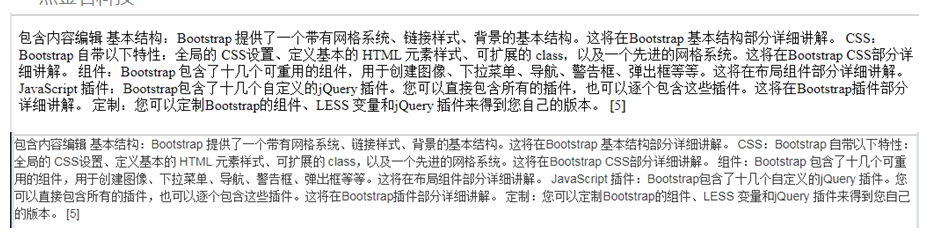 包含内容编辑 基本结构：Bootstrap 提供了一个带有网格系统、链接样式、背景的基本结构。这将在Bootstrap 基本结构部分详细讲解。 CSS：
Bootstrap 自带以下特性：全局的 CSS设置、定义基本的 HTML 元素样式、可扩展的 class，以及一个先进的网格系统。这将在Bootstrap CSS部分详
细讲解。 组件：Bootstrap 包含了十几个可重用的组件，用于创建图像、下拉菜单、导航、警告框、弹出框等等。这将在布局组件部分详细讲解。
JavaScript 插件：Bootstrap包含了十几个自定义的jQuery 插件。您可以直接包含所有的插件，也可以逐个包含这些插件。这将在Bootstrap插件部分
详细讲解。 定制：您可以定制Bootstrap的组件、LESS 变量和jQuery 插件来得到您自己的版本。 [5]
包含内容编辑 基本结构：Bootstrap 提供了一个带有网格系统、链接样式、背景的基本结构。这将在Bootstrap 基本结构部分详细讲解。 CSS：Bootstrap 自带以下特性：
全局的 CSS设置、定义基本的 HTML 元素样式、可扩展的 class，以及一个先进的网格系统。这将在Bootstrap CSS部分详细讲解。 组件：Bootstrap 包含了十几个可重
用的组件，用于创建图像、下拉菜单、导航、警告框、弹出框等等。这将在布局组件部分详细讲解。 JavaScript 插件：Bootstrap包含了十几个自定义的jQuery 插件。您
可以直接包含所有的插件，也可以逐个包含这些插件。这将在Bootstrap插件部分详细讲解。 定制：您可以定制Bootstrap的组件、LESS 变量和jQuery 插件来得到您自己
的版本。 [5]